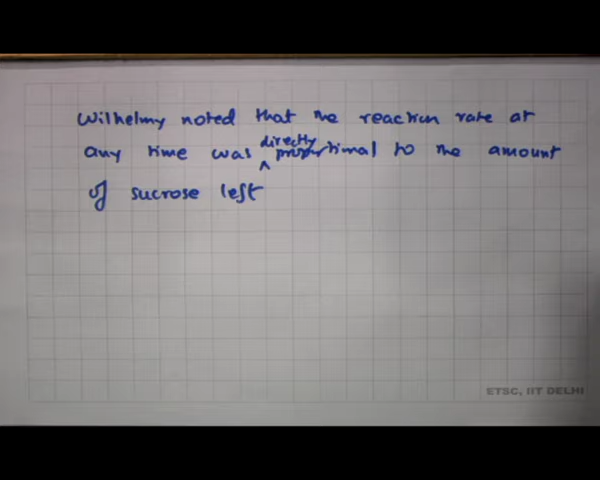 Wilhelmy noted that the reaction rate at
any time was directly proportional to the amount
of sucrose left
ETSC, IIT DELHI